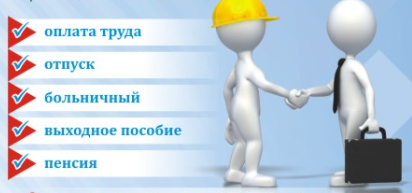 оплата труда
отпуск
больничный
выходное пособие
пенсия